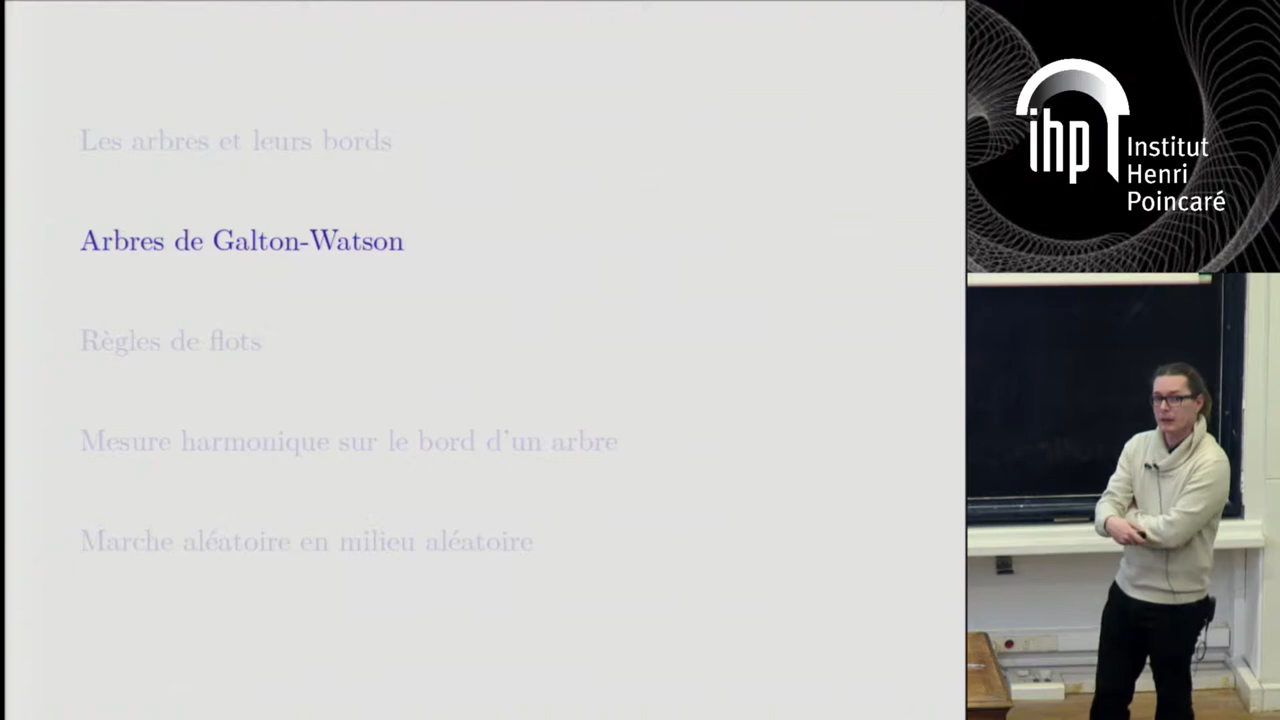 Les arbres et leurs bords
Arbres de Galton-Watson
Règles de flots
Mesure harmonique sur le bord d'un arbre
Marche aléatoire en milieu aléatoire
ihp
Institut
Henri
Poincaré